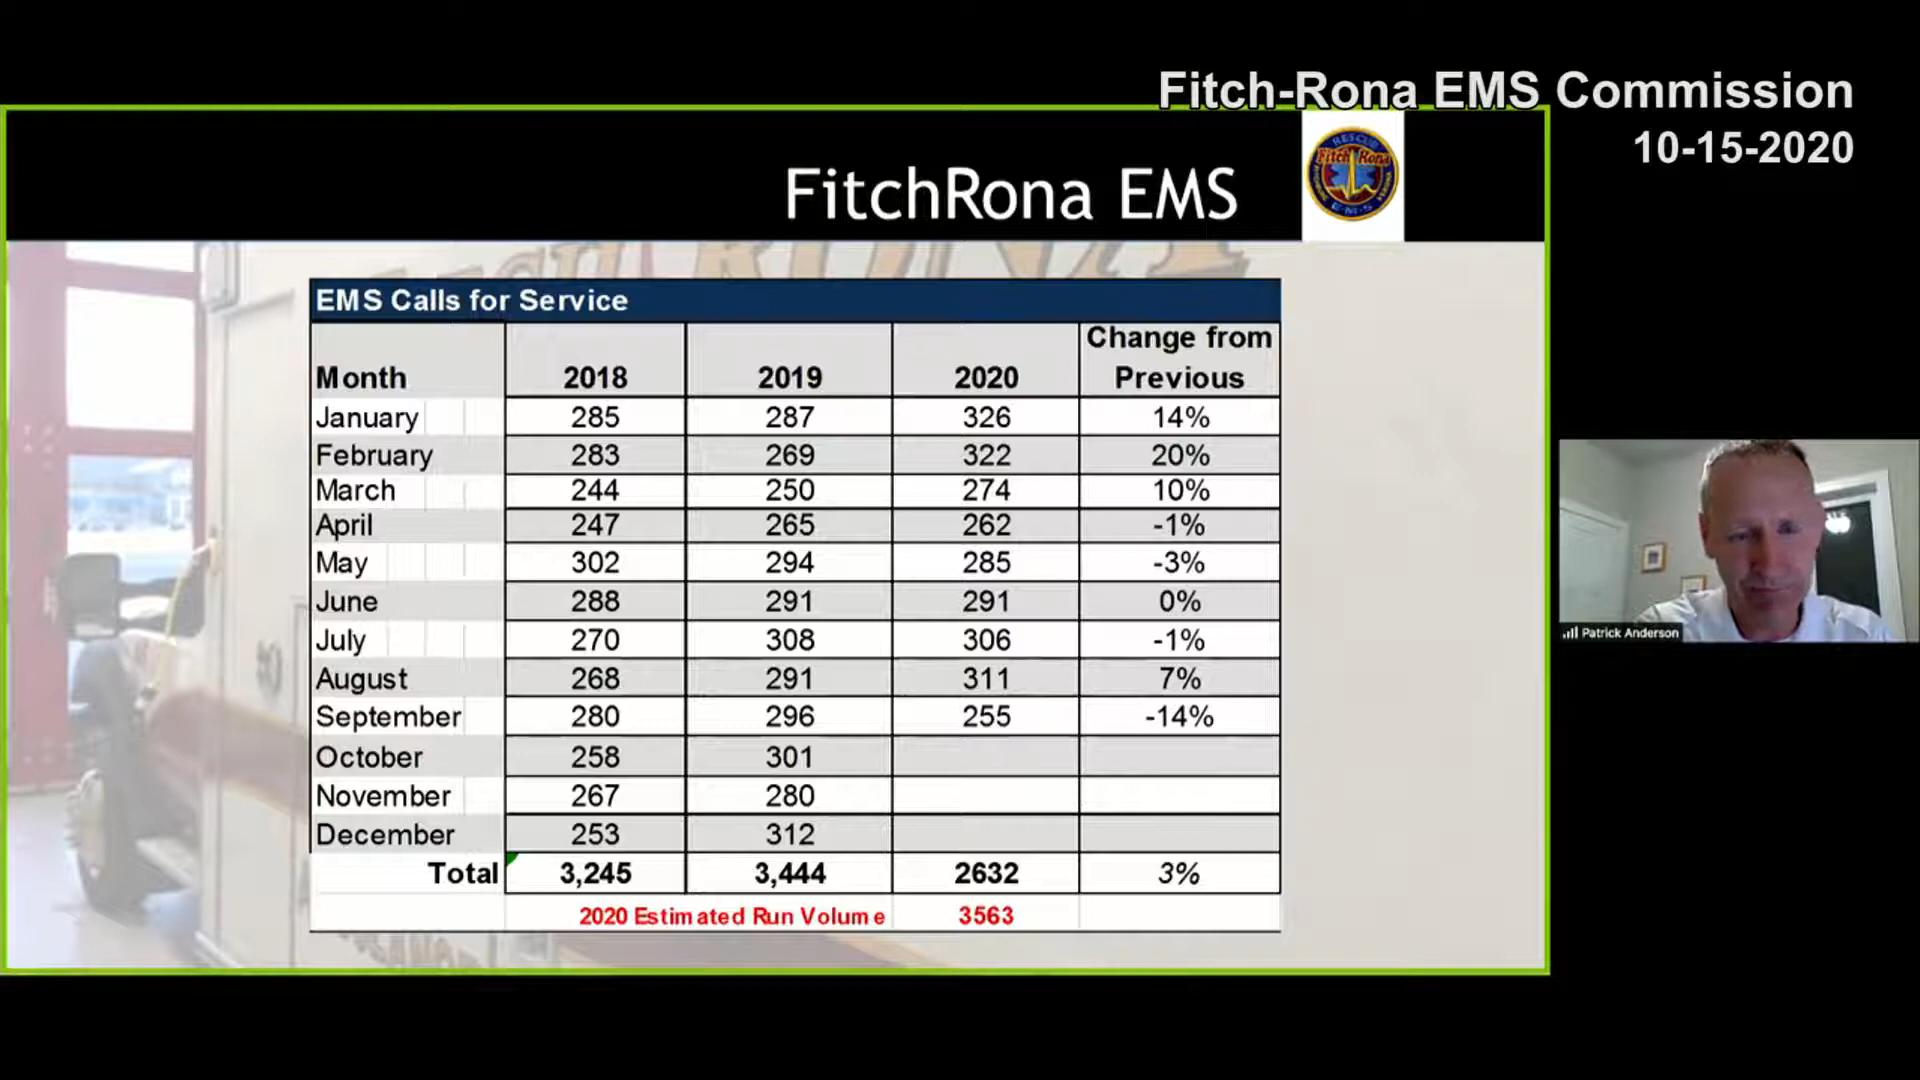 Fitch-Rona EMS Commission
10-15-2020
FitchRona EMS
RESCUE
Fitch Rona
EMS
EMS Calls for Service
Month 2018 2019 2020 Change from Previous
January 285 287 326 14%
February 283 269 322 20%
March 244 250 274 10%
April 247 265 262 -1%
May 302 294 285 -3%
June 288 291 291 0%
July 270 308 306 -1%
August 268 291 311 7%
September 280 296 255 -14%
October 258 301
November 267 280
December 253 312
Total 3,245 3,444 2632 3%
2020 Estimated Run Volume 3563
Patrick Anderson